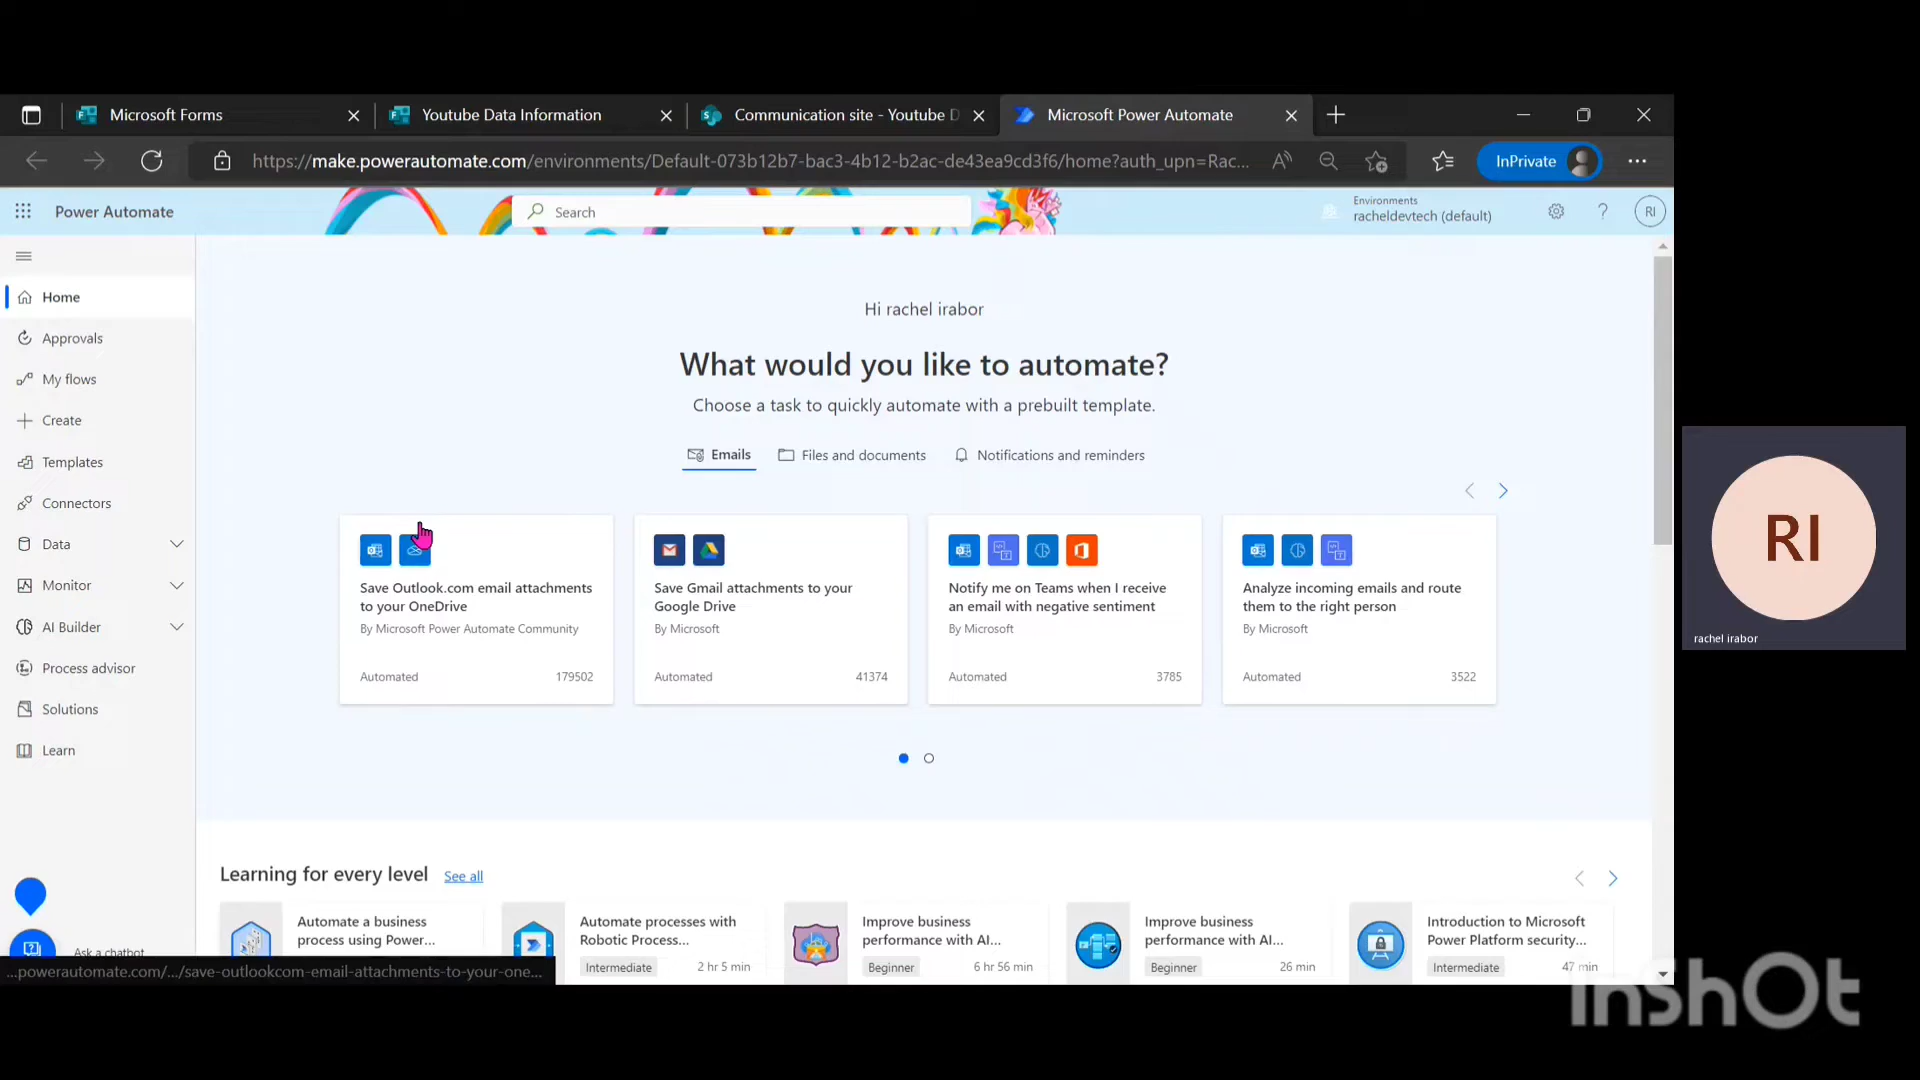 Microsoft Forms
Youtube Data Information
Communication site - Youtube D
Microsoft Power Automate
https://make.powerautomate.com/environments/Default-073b12b7-bac3-4b12-b2ac-de43ea9cd3f6/home?auth_upn=Rac...
InPrivate
Power Automate
Search
Environments
racheldevtech (default)
RI
Home
Approvals
My flows
Create
Templates
Connectors
Data
Monitor
AI Builder
Process advisor
Solutions
Learn
Ask a chatbot
Hi rachel irabor
What would you like to automate?
Choose a task to quickly automate with a prebuilt template.
Emails
Files and documents
Notifications and reminders
Save Outlook.com email attachments
to your OneDrive
By Microsoft Power Automate Community
Automated
179502
Save Gmail attachments to your
Google Drive
By Microsoft
Automated
41374
Notify me on Teams when I receive
an email with negative sentiment
By Microsoft
Automated
3785
Analyze incoming emails and route
them to the right person
By Microsoft
Automated
3522
Learning for every level
See all
Automate a business
process using Power...
Automate processes with
Robotic Process...
Intermediate
2 hr 5 min
Improve business
performance with AI...
Beginner
6 hr 56 min
Improve business
performance with AI...
Beginner
26 min
Introduction to Microsoft
Power Platform security...
Intermediate
47 min
...powerautomate.com/.../save-outlookcom-email-attachments-to-your-one...
RI
rachel irabor
InShOt